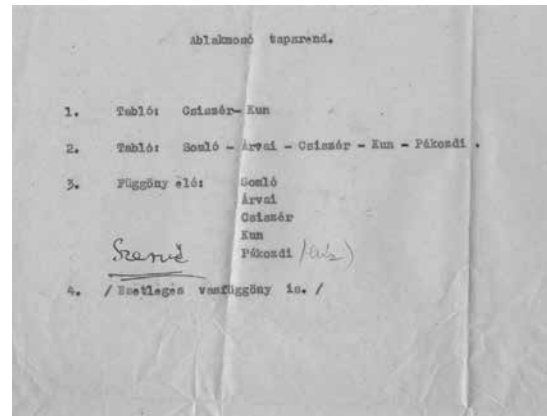 Ablakmosó taparend.
1. Tabló: Csiszér- Kun
2. Tabló: Somló - Árvai - Csiszér - Kun - Pákozdi .
3. Függöny elé: Somló
Árvai
Csiszér
Kun
Pákozdi
4. / Esetleges vasfüggöny is. /